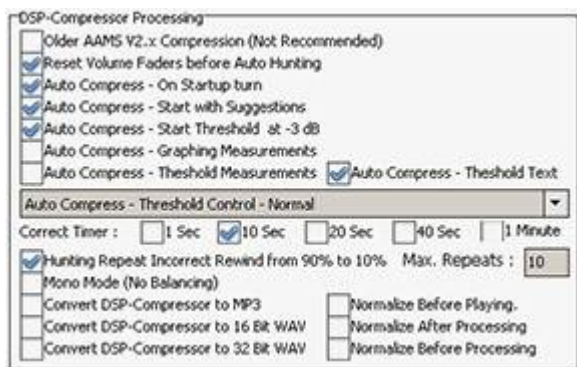 DSP-Compressor Processing
Older AAMS V2.x Compression (Not Recommended)
Reset Volume Faders before Auto Hunting
Auto Compress - On Startup turn
Auto Compress - Start with Suggestions
Auto Compress - Start Threshold at -3 dB
Auto Compress - Graphing Measurements
Auto Compress - Theshold Measurements Auto Compress - Theshold Text
Auto Compress - Threshold Control - Normal
Correct Timer : 1 Sec 10 Sec 20 Sec 40 Sec 1 Minute
Hunting Repeat Incorrect Rewind from 90% to 10% Max. Repeats : 10
Mono Mode (No Balancing)
Convert DSP-Compressor to MP3 Normalize Before Playing.
Convert DSP-Compressor to 16 Bit WAV Normalize After Processing
Convert DSP-Compressor to 32 Bit WAV Normalize Before Processing